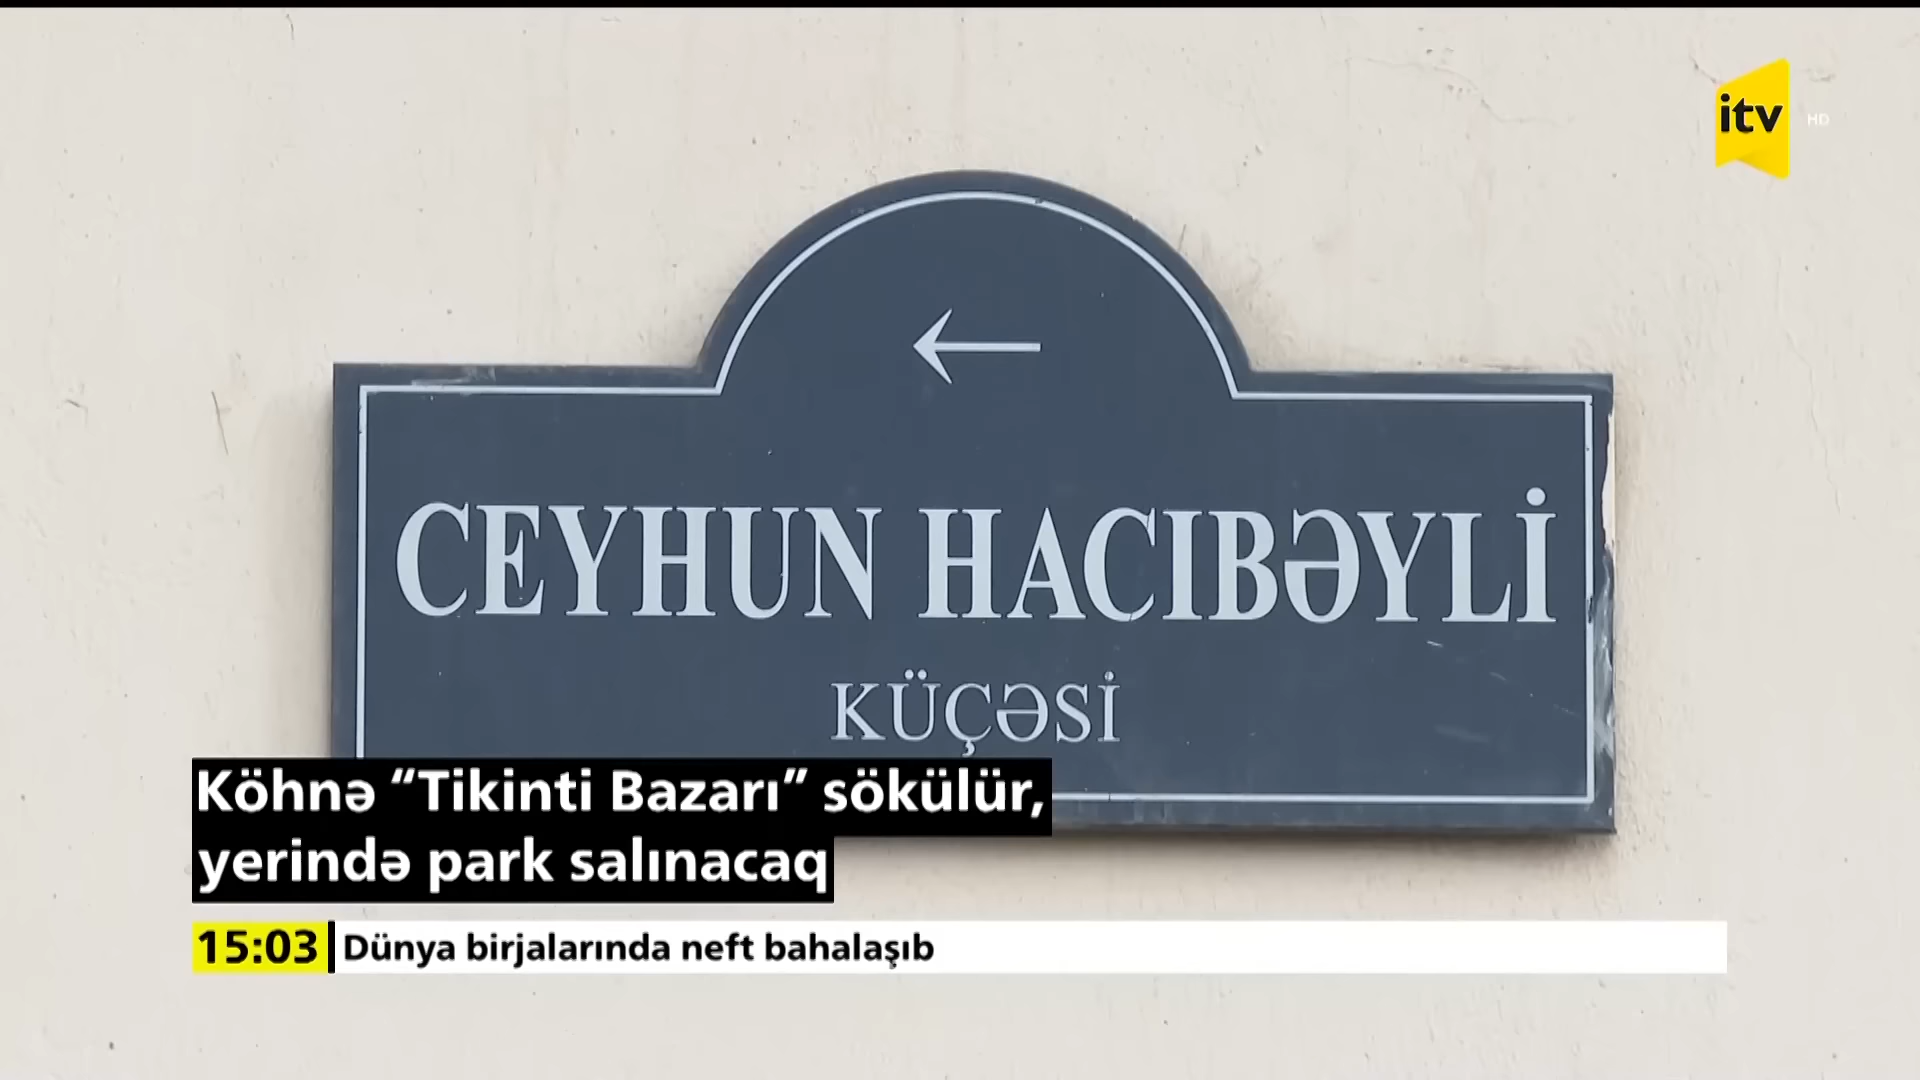 itv HD
←
CEYHUN HACIBƏYLİ
KÜÇƏSİ
Köhnə “Tikinti Bazarı” sökülür,
yerində park salınacaq
15:03 Dünya birjalarında neft bahalaşıb